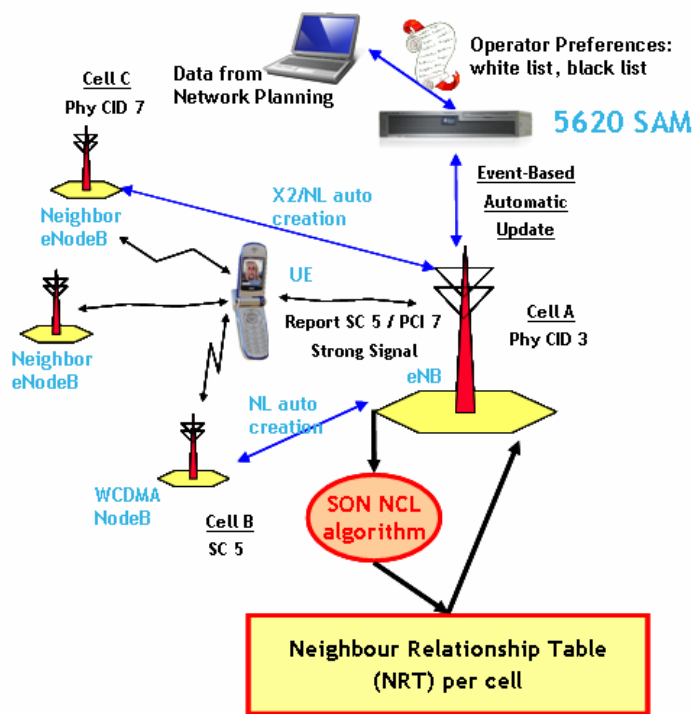 Operator Preferences:
white list, black list
Data from
Network Planning
Cell C
Phy CID 7
5620 SAM
Event-Based
Automatic
Update
X2/NL auto
creation
Neighbor
eNodeB
UE
Report SC 5 / PCI 7
Strong Signal
Cell A
Phy CID 3
Neighbor
eNodeB
eNB
NL auto
creation
WCDMA
NodeB
Cell B
SC 5
SON NCL
algorithm
Neighbour Relationship Table
(NRT) per cell